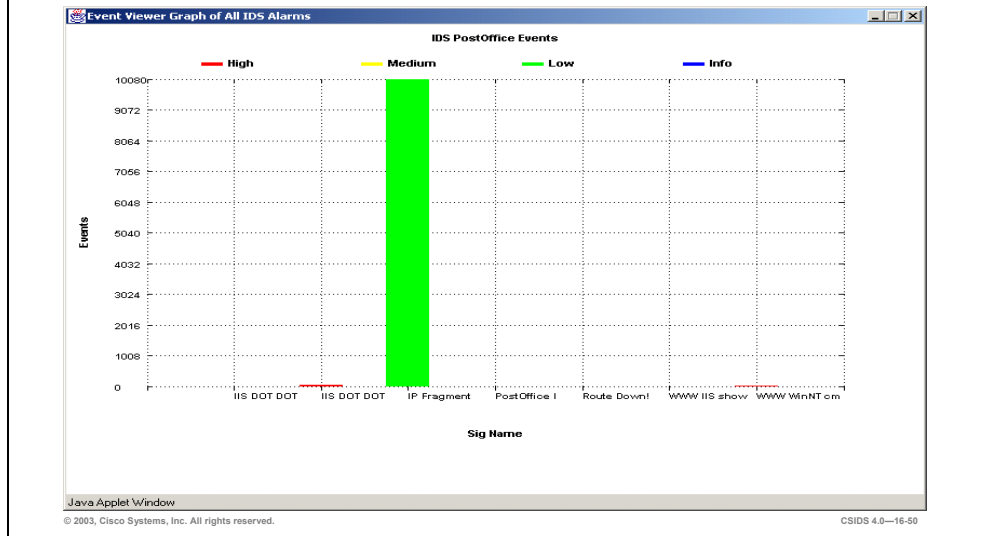 Event Viewer Graph of All IDS Alarms
IDS PostOffice Events
High Medium Low Info
10080
9072
8064
7056
6048
5040
4032
3024
2016
1008
0
Events
IIS DOT DOT IIS DOT DOT IP Fragment PostOffice I Route Down! WWW IIS show WWW WinNT cm
Sig Name
Java Applet Window
© 2003, Cisco Systems, Inc. All rights reserved. CSIDS 4.0—16-50